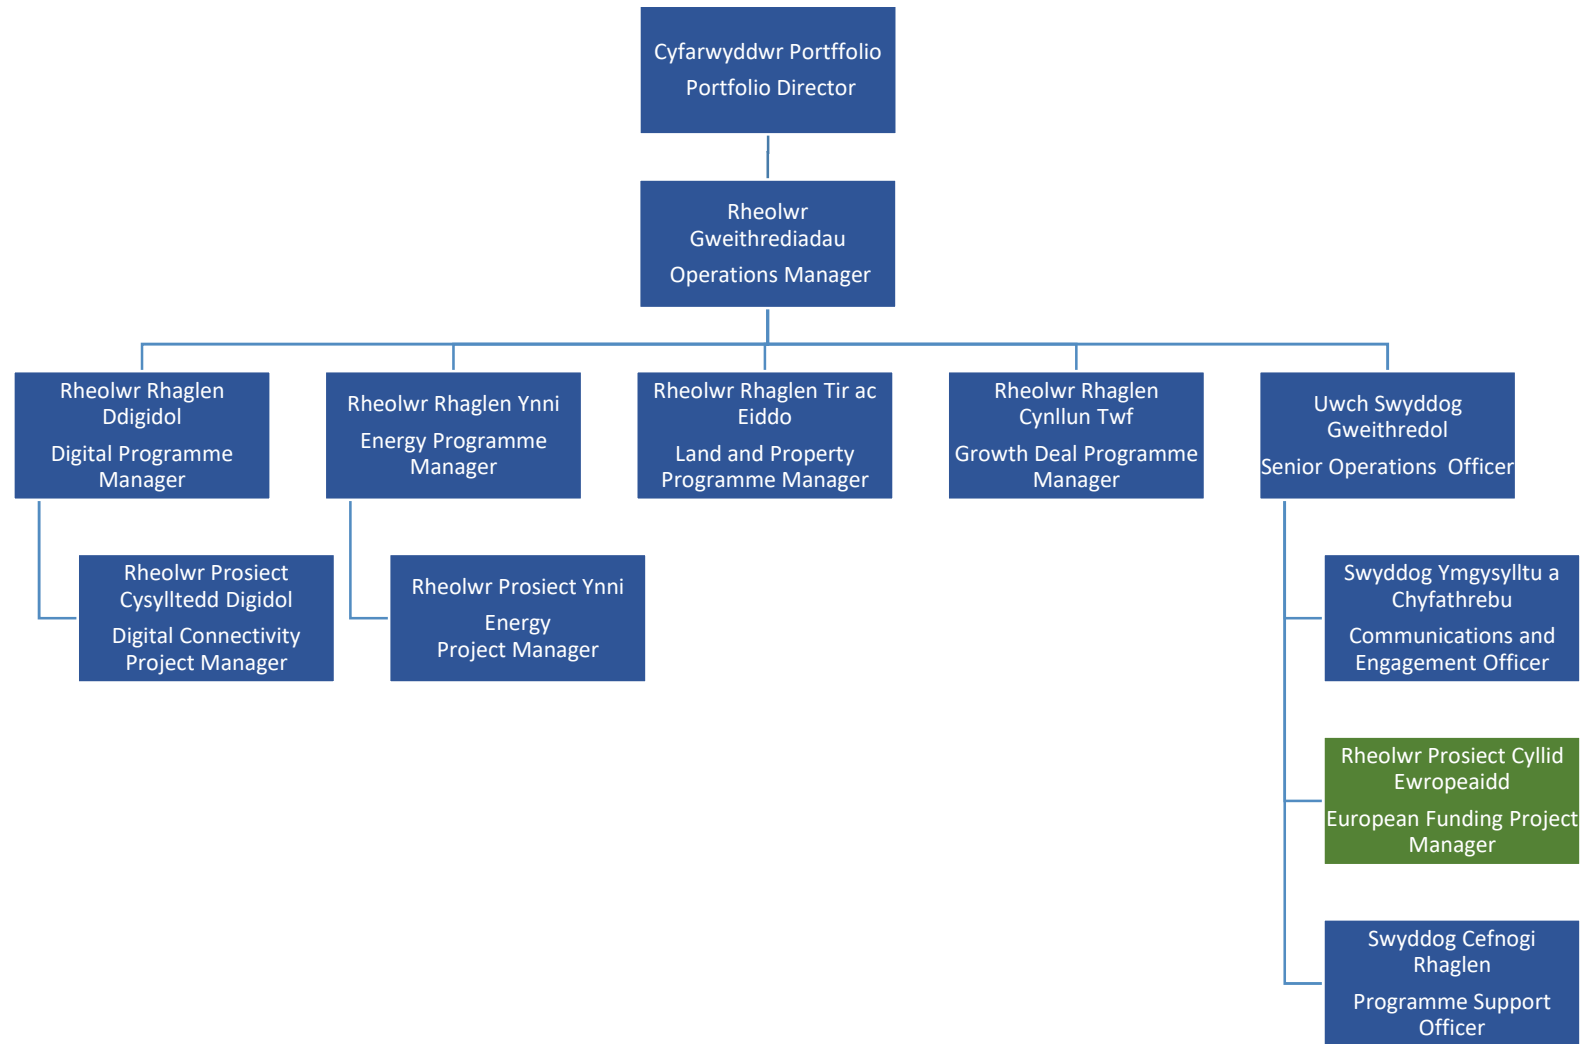 Cyfarwyddwr Portffolio
Portfolio Director
Rheolwr
Gweithrediadau
Operations Manager
Rheolwr Rhaglen
Ddigidol
Digital Programme
Manager
Rheolwr Rhaglen Ynni
Energy Programme
Manager
Rheolwr Rhaglen Tir ac
Eiddo
Land and Property
Programme Manager
Rheolwr Rhaglen
Cynllun Twf
Growth Deal Programme
Manager
Uwch Swyddog
Gweithredol
Senior Operations  Officer
Rheolwr Prosiect
Cysylltedd Digidol
Digital Connectivity
Project Manager
Rheolwr Prosiect Ynni
Energy
Project Manager
Swyddog Ymgysylltu a
Chyfathrebu
Communications and
Engagement Officer
Rheolwr Prosiect Cyllid
Ewropeaidd
European Funding Project
Manager
Swyddog Cefnogi
Rhaglen
Programme Support
Officer